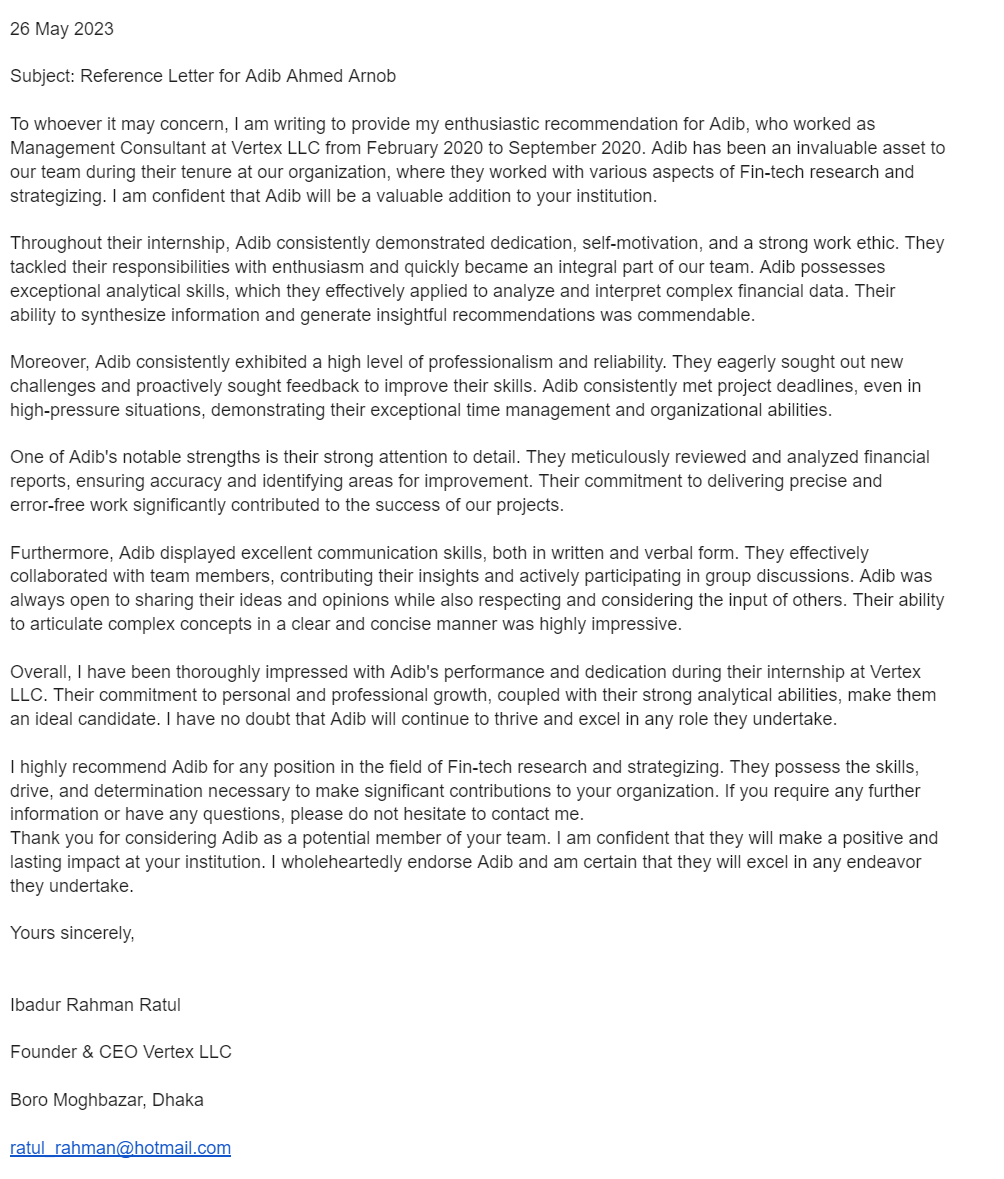 26 May 2023
Subject: Reference Letter for Adib Ahmed Arnob
To whoever it may concern, I am writing to provide my enthusiastic recommendation for Adib, who worked as
Management Consultant at Vertex LLC from February 2020 to September 2020. Adib has been an invaluable asset to
our team during their tenure at our organization, where they worked with various aspects of Fin-tech research and
strategizing. I am confident that Adib will be a valuable addition to your institution.
Throughout their internship, Adib consistently demonstrated dedication, self-motivation, and a strong work ethic. They
tackled their responsibilities with enthusiasm and quickly became an integral part of our team. Adib possesses
exceptional analytical skills, which they effectively applied to analyze and interpret complex financial data. Their
ability to synthesize information and generate insightful recommendations was commendable.
Moreover, Adib consistently exhibited a high level of professionalism and reliability. They eagerly sought out new
challenges and proactively sought feedback to improve their skills. Adib consistently met project deadlines, even in
high-pressure situations, demonstrating their exceptional time management and organizational abilities.
One of Adib's notable strengths is their strong attention to detail. They meticulously reviewed and analyzed financial
reports, ensuring accuracy and identifying areas for improvement. Their commitment to delivering precise and
error-free work significantly contributed to the success of our projects.
Furthermore, Adib displayed excellent communication skills, both in written and verbal form. They effectively
collaborated with team members, contributing their insights and actively participating in group discussions. Adib was
always open to sharing their ideas and opinions while also respecting and considering the input of others. Their ability
to articulate complex concepts in a clear and concise manner was highly impressive.
Overall, I have been thoroughly impressed with Adib's performance and dedication during their internship at Vertex
LLC. Their commitment to personal and professional growth, coupled with their strong analytical abilities, make them
an ideal candidate. I have no doubt that Adib will continue to thrive and excel in any role they undertake.
I highly recommend Adib for any position in the field of Fin-tech research and strategizing. They possess the skills,
drive, and determination necessary to make significant contributions to your organization. If you require any further
information or have any questions, please do not hesitate to contact me.
Thank you for considering Adib as a potential member of your team. I am confident that they will make a positive and
lasting impact at your institution. I wholeheartedly endorse Adib and am certain that they will excel in any endeavor
they undertake.
Yours sincerely,
Ibadur Rahman Ratul
Founder & CEO Vertex LLC
Boro Moghbazar, Dhaka
ratul_rahman@hotmail.com